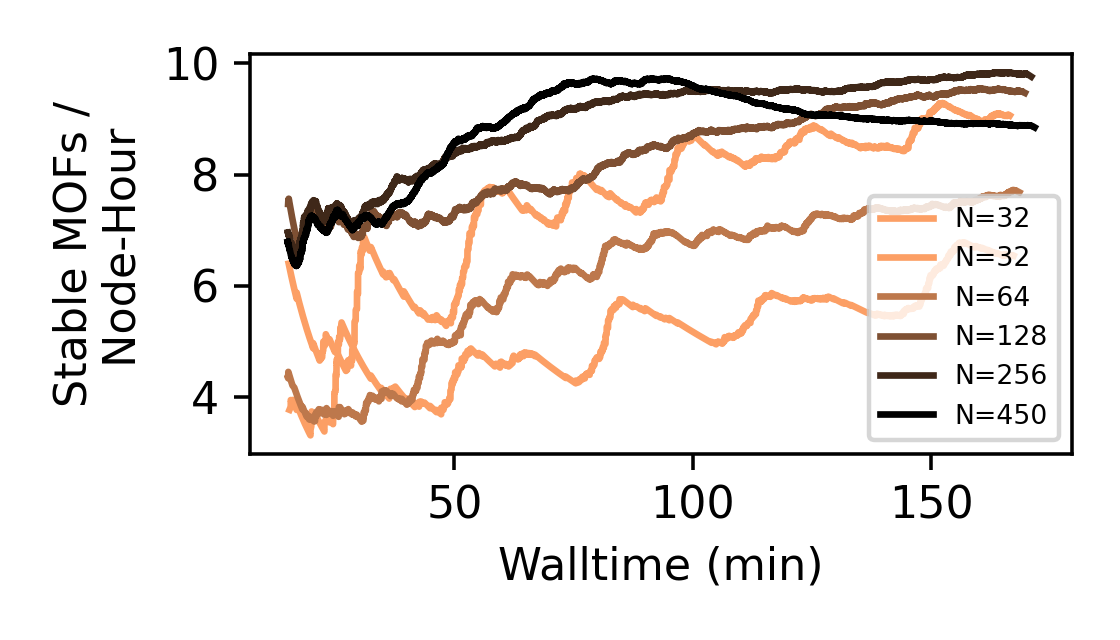 Stable MOFs /
Node-Hour
10
8
6
4
N=32
N=32
N=64
N=128
N=256
N=450
50
100
150
Walltime (min)